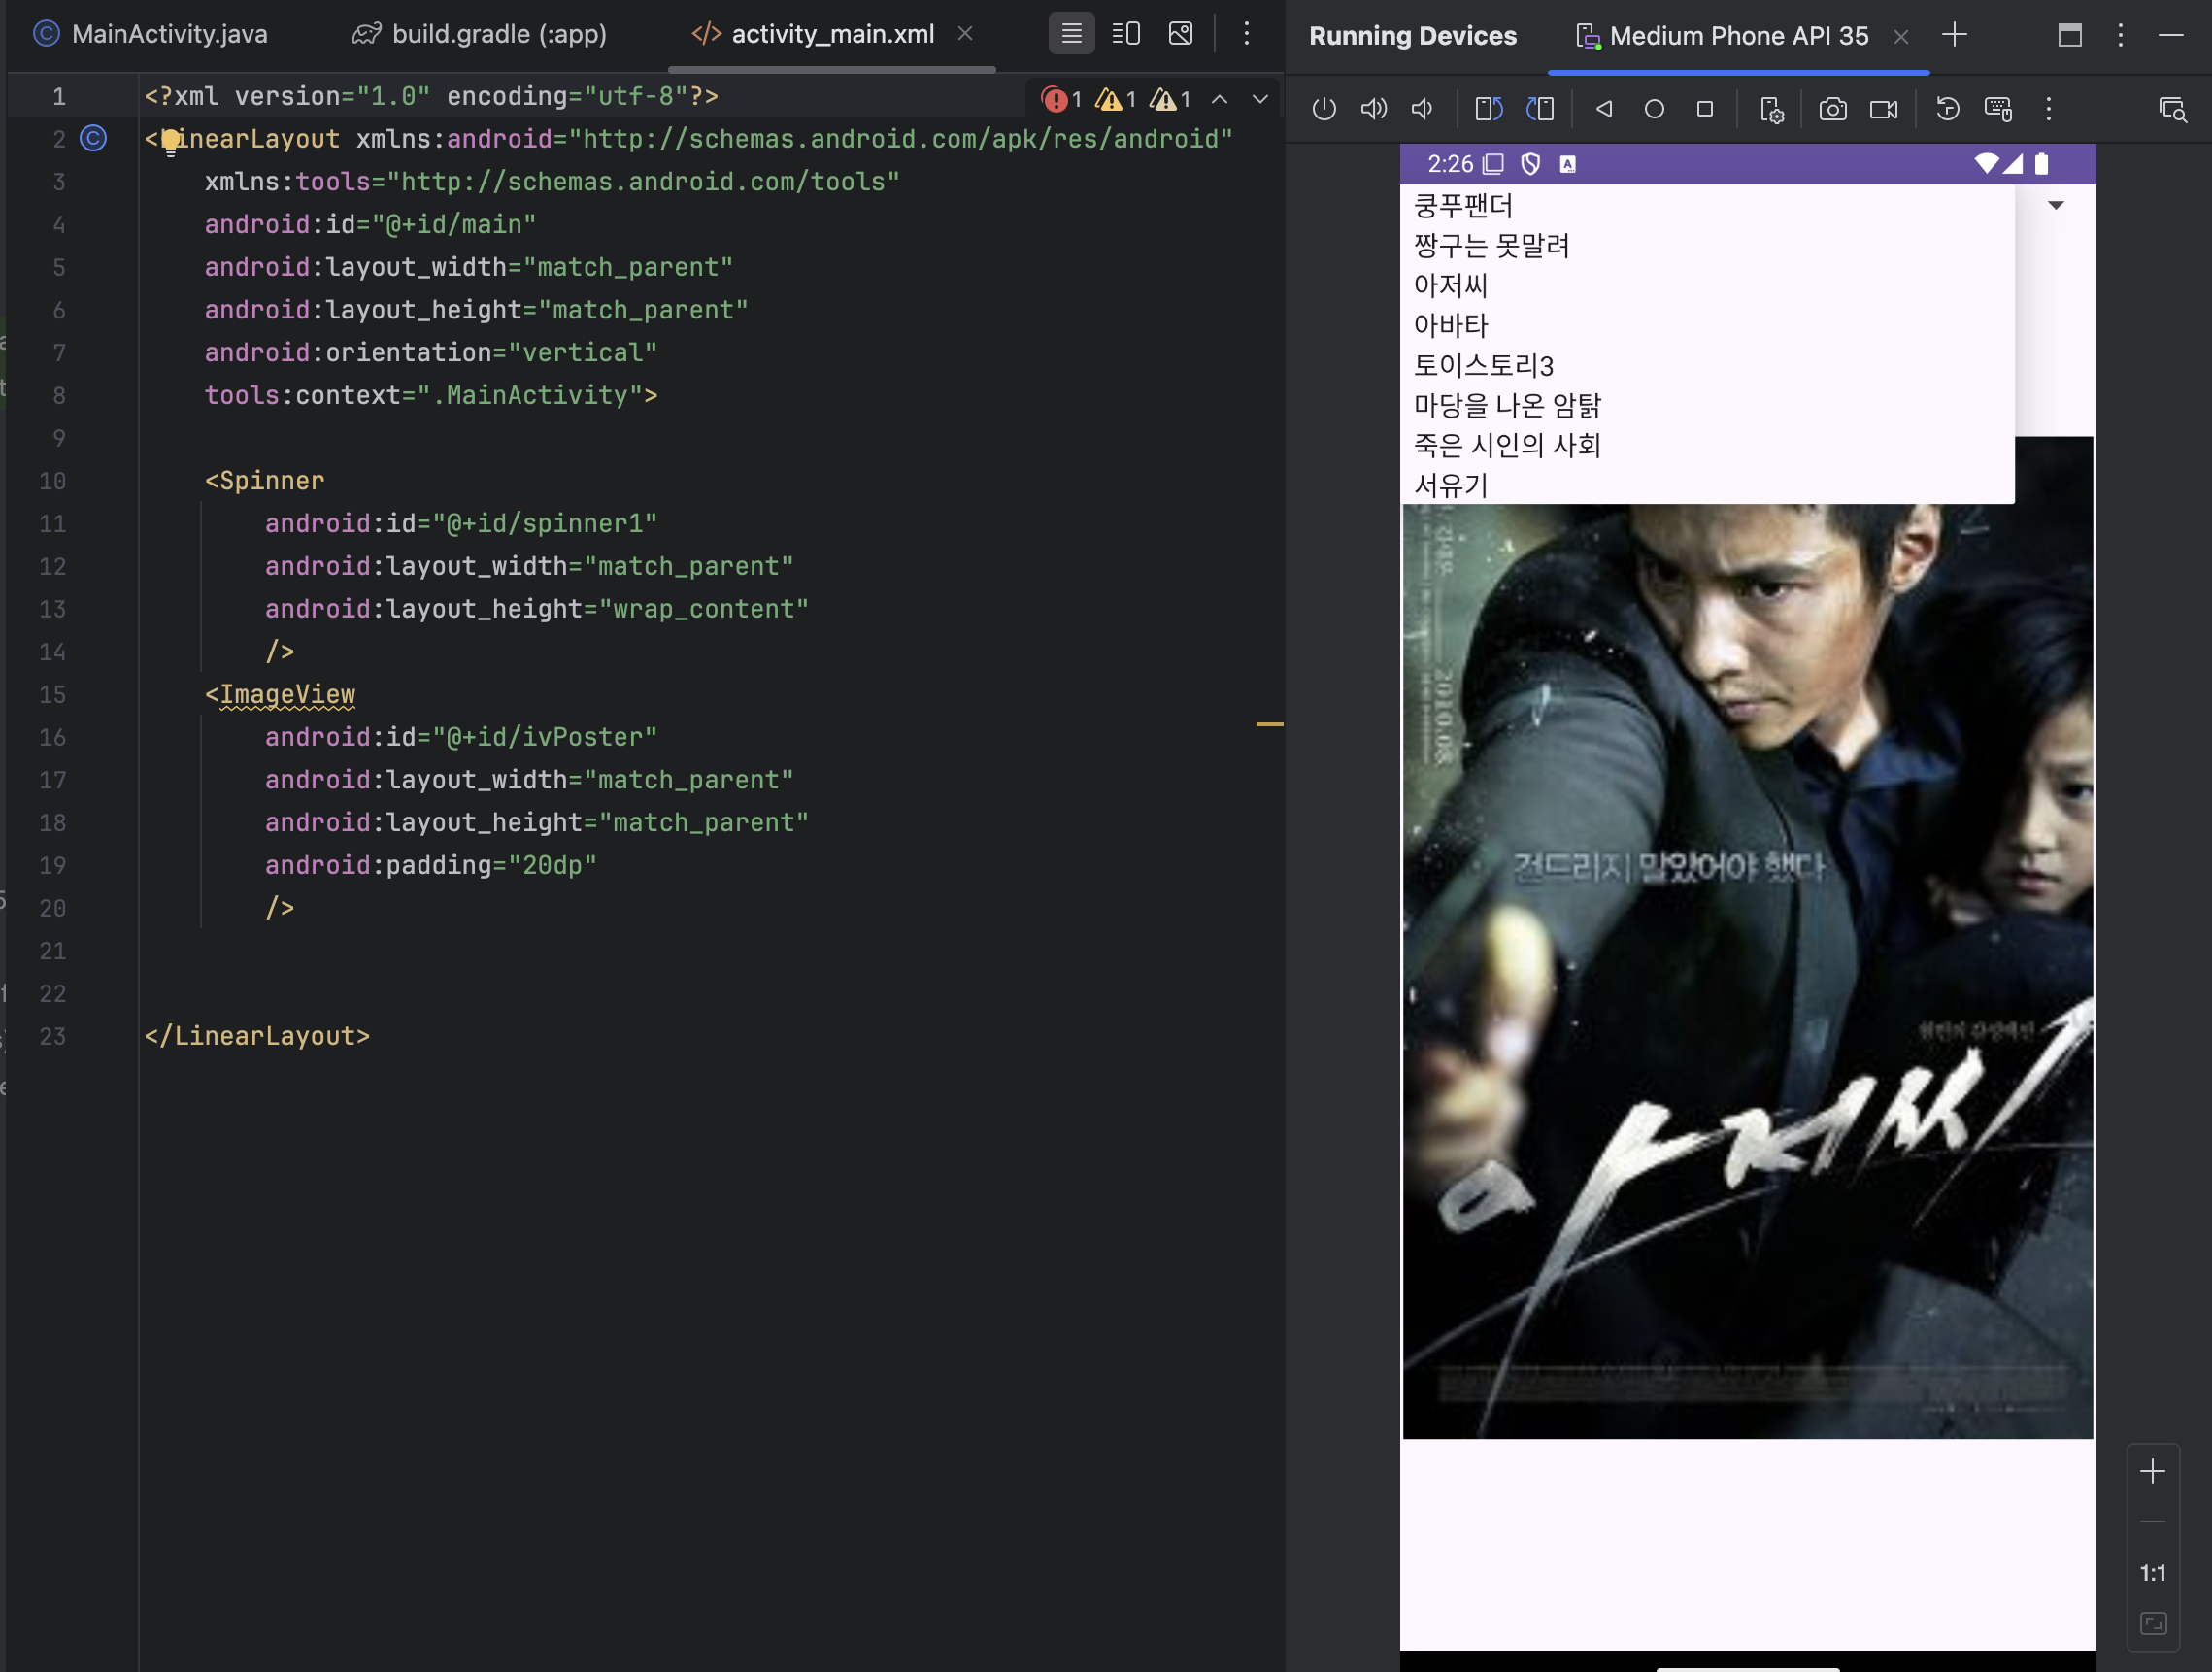 MainActivity.java
build.gradle (:app)
activity_main.xml
1 <?xml version="1.0" encoding="utf-8"?>
1 1 1
2 <LinearLayout xmlns:android="http://schemas.android.com/apk/res/android"
3 xmlns:tools="http://schemas.android.com/tools"
4 android:id="@+id/main"
5 android:layout_width="match_parent"
6 android:layout_height="match_parent"
7 android:orientation="vertical"
8 tools:context=".MainActivity">
9
10 <Spinner
11 android:id="@+id/spinner1"
12 android:layout_width="match_parent"
13 android:layout_height="wrap_content"
14 />
15 <ImageView
16 android:id="@+id/ivPoster"
17 android:layout_width="match_parent"
18 android:layout_height="match_parent"
19 android:padding="20dp"
20 />
21
22
23 </LinearLayout>
Running Devices
Medium Phone API 35
2:26
쿵푸팬더
짱구는 못말려
아저씨
아바타
토이스토리3
마당을 나온 암탉
죽은 시인의 사회
서유기
2010.08
건드리지 말았어야 했다
아저씨
1:1